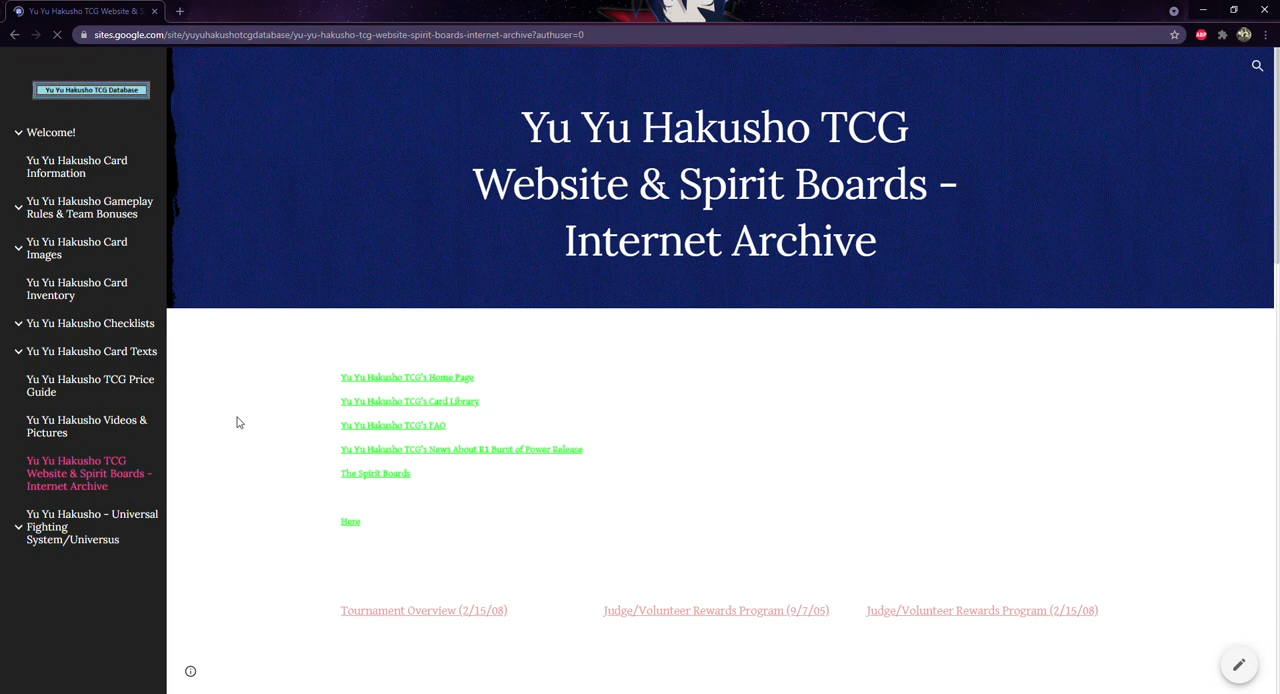 Yu Yu Hakusho TCG Website & S
sites.google.com/site/yuyuhakushotcgdatabase/yu-yu-hakusho-tcg-website-spirit-boards-internet-archive?authuser=0
ABP
Yu Yu Hakusho TCG Database
Welcome!
Yu Yu Hakusho Card
Information
Yu Yu Hakusho Gameplay
Rules & Team Bonuses
Yu Yu Hakusho Card
Images
Yu Yu Hakusho Card
Inventory
Yu Yu Hakusho Checklists
Yu Yu Hakusho Card Texts
Yu Yu Hakusho TCG Price
Guide
Yu Yu Hakusho Videos &
Pictures
Yu Yu Hakusho TCG
Website & Spirit Boards -
Internet Archive
Yu Yu Hakusho - Universal
Fighting
System/Universus
Yu Yu Hakusho TCG
Website & Spirit Boards -
Internet Archive
Yu Yu Hakusho TCG's Home Page
Yu Yu Hakusho TCG's Card Library
Yu Yu Hakusho TCG's FAQ
Yu Yu Hakusho TCG's News About E1 Burst of Power Release
The Spirit Boards
Here
Tournament Overview (2/15/08)
Judge/Volunteer Rewards Program (9/7/05)
Judge/Volunteer Rewards Program (2/15/08)